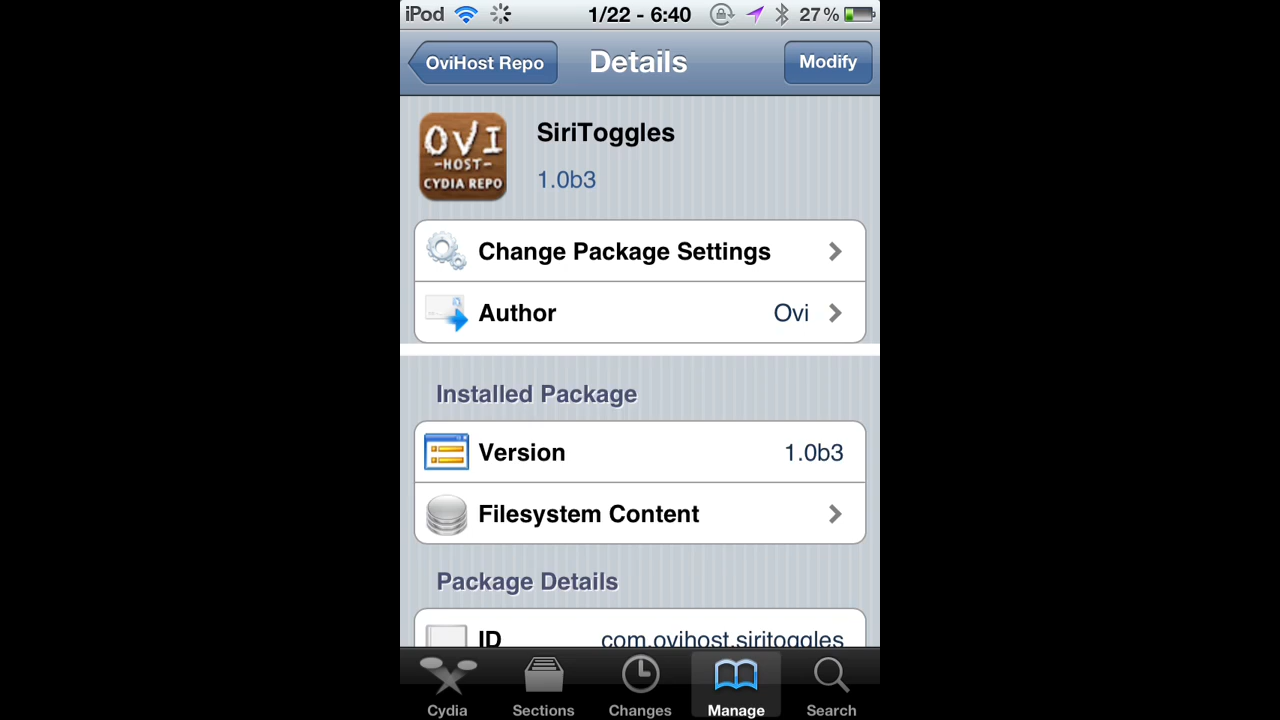 iPod 1/22 - 6:40 27%
OviHost Repo Details Modify
OVI
-HOST-
CYDIA REPO
SiriToggles
1.0b3
Change Package Settings
Author Ovi
Installed Package
Version 1.0b3
Filesystem Content
Package Details
ID com.ovihost.siritoggles
Cydia Sections Changes Manage Search